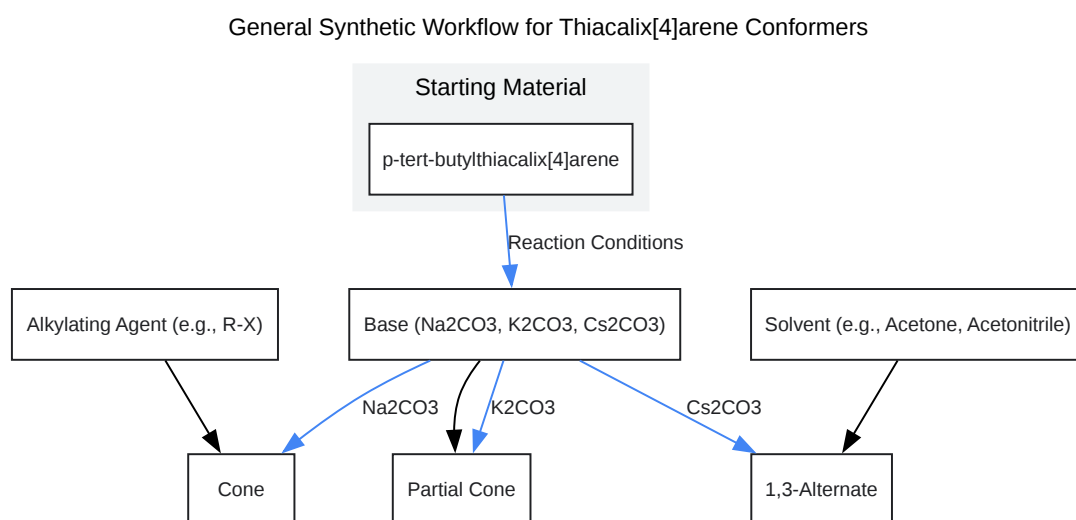 General Synthetic Workflow for Thiacalix[4]arene Conformers
Starting Material
p-tert-butylthiacalix[4]arene
Reaction Conditions
Alkylating Agent (e.g., R-X)
Base (Na2CO3, K2CO3, Cs2CO3)
Solvent (e.g., Acetone, Acetonitrile)
Na2CO3
K2CO3
Cs2CO3
Cone
Partial Cone
1,3-Alternate